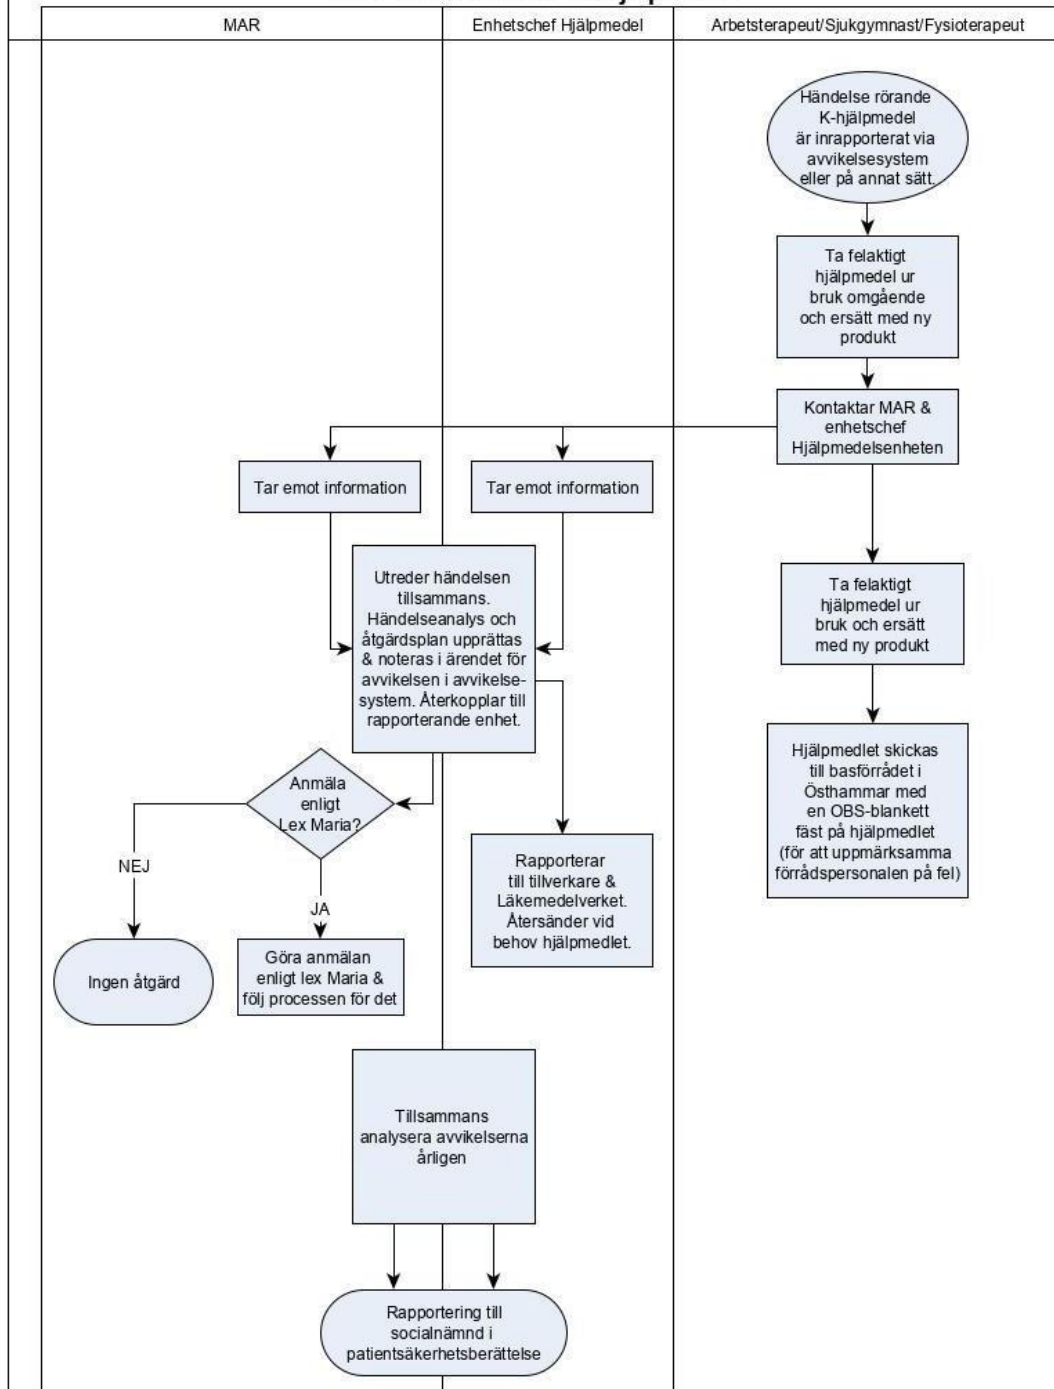 MAR
Enhetschef Hjälpmedel
Arbetsterapeut/Sjukgymnast/Fysioterapeut
Händelse rörande
K-hjälpmedel
är inrapporterat via
avvikelsesystem
eller på annat sätt.
Ta felaktigt
hjälpmedel ur
bruk omgående
och ersätt med ny
produkt
Kontaktar MAR &
enhetschef
Hjälpmedelsenheten
Tar emot information
Tar emot information
Utreder händelsen
tillsammans.
Händelseanalys och
åtgärdsplan upprättas
& noteras i ärendet för
avvikelsen i avvikelse-
system. Återkopplar till
rapporterande enhet.
Ta felaktigt
hjälpmedel ur
bruk och ersätt
med ny produkt
Hjälpmedlet skickas
till basförrådet i
Östhammar med
en OBS-blankett
fäst på hjälpmedlet
(för att uppmärksamma
förrådspersonalen på fel)
Anmäla
enligt
Lex Maria?
NEJ
JA
Ingen åtgärd
Göra anmälan
enligt lex Maria &
följ processen för det
Rapporterar
till tillverkare &
Läkemedelverket.
Återsänder vid
behov hjälpmedlet.
Tillsammans
analysera avvikelserna
årligen
Rapportering till
socialnämnd i
patientsäkerhetsberättelse